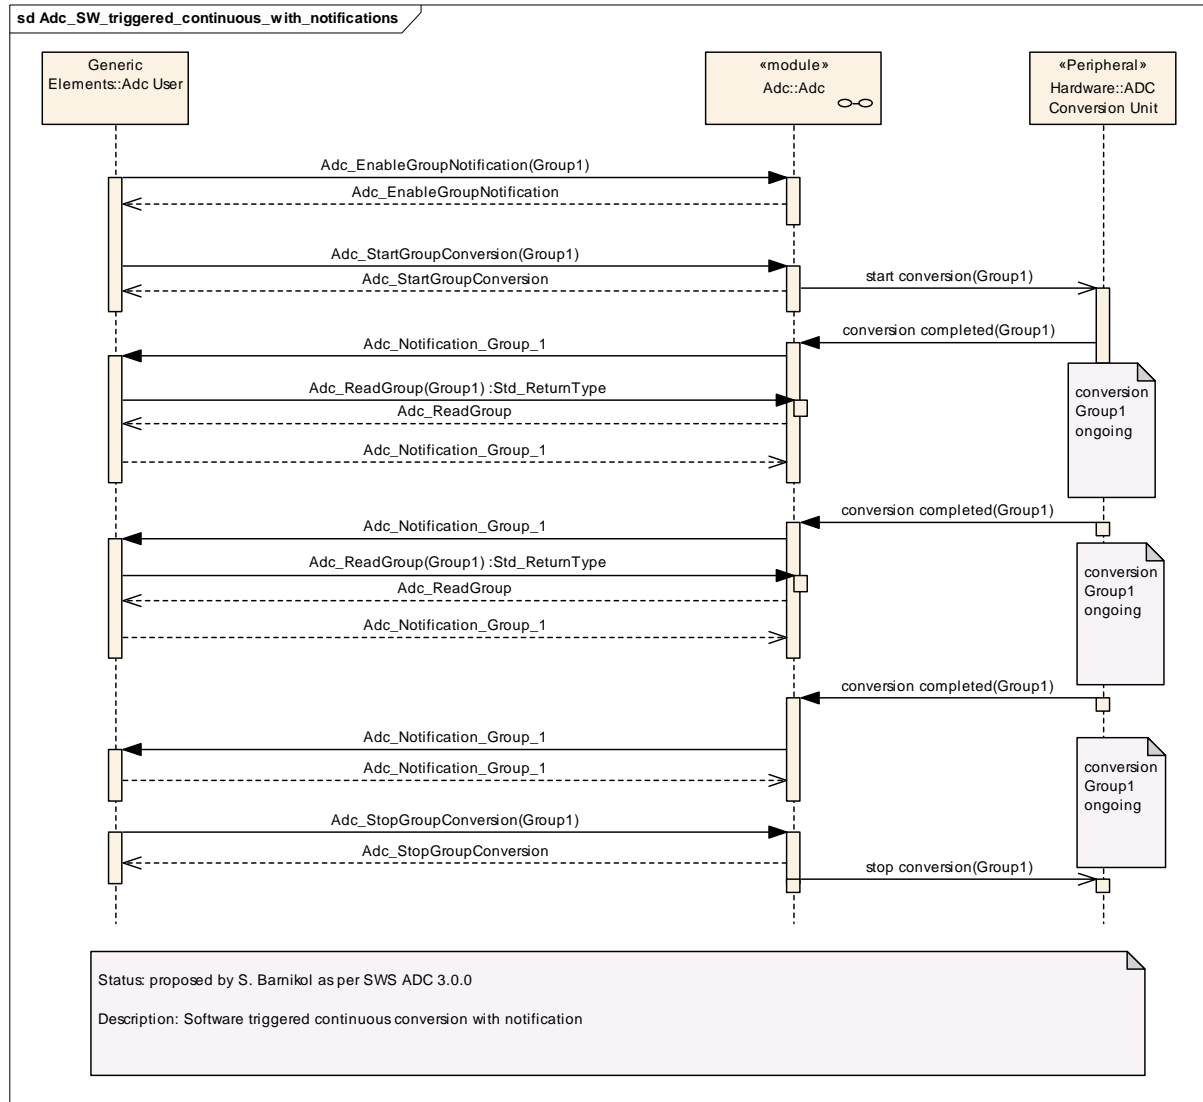 sd Adc_SW_triggered_continuous_with_notifications
Generic
Elements::Adc User
«module»
Adc::Adc
«Peripheral»
Hardware::ADC
Conversion Unit
Adc_EnableGroupNotification(Group1)
Adc_EnableGroupNotification
Adc_StartGroupConversion(Group1)
Adc_StartGroupConversion
start conversion(Group1)
conversion completed(Group1)
Adc_Notification_Group_1
Adc_ReadGroup(Group1) :Std_ReturnType
Adc_ReadGroup
Adc_Notification_Group_1
conversion
Group1
ongoing
conversion completed(Group1)
Adc_Notification_Group_1
Adc_ReadGroup(Group1) :Std_ReturnType
Adc_ReadGroup
Adc_Notification_Group_1
conversion
Group1
ongoing
conversion completed(Group1)
Adc_Notification_Group_1
Adc_Notification_Group_1
conversion
Group1
ongoing
Adc_StopGroupConversion(Group1)
Adc_StopGroupConversion
stop conversion(Group1)
Status: proposed by S. Barnikol as per SWS ADC 3.0.0
Description: Software triggered continuous conversion with notification